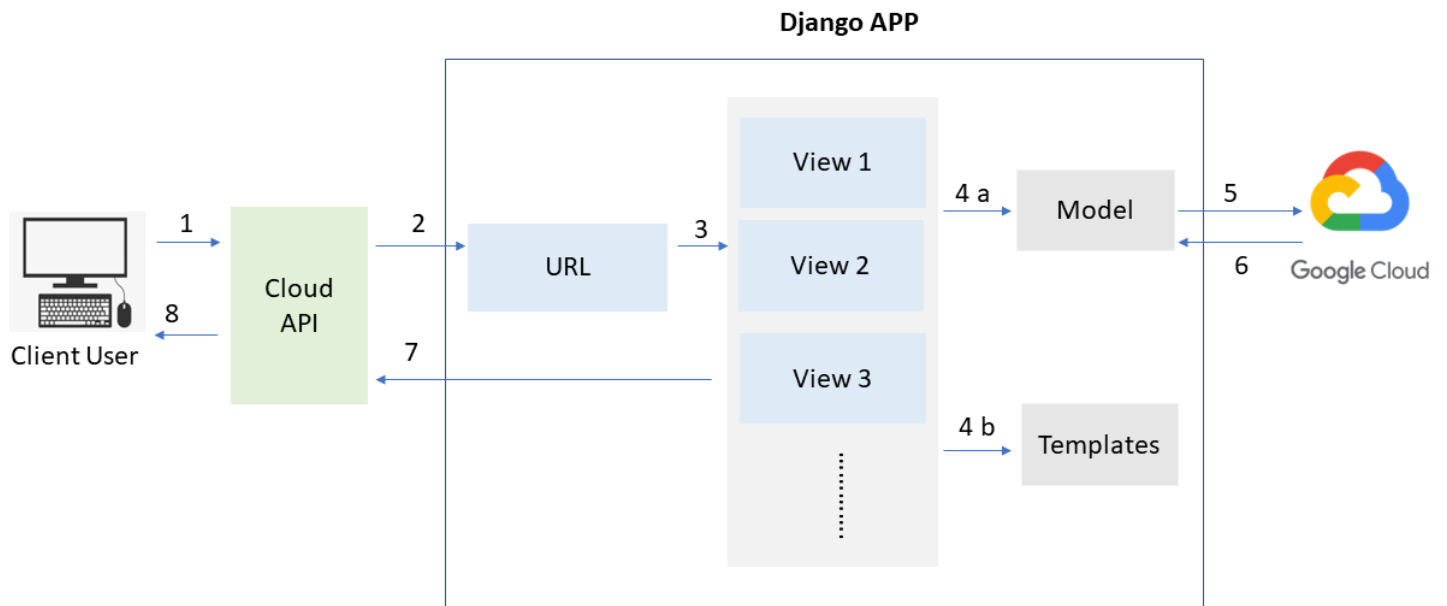 Django APP
View 1
4 a
Model
5
1
2
3
URL
View 2
6
Google Cloud
Cloud
API
8
Client User
7
View 3
4 b
Templates